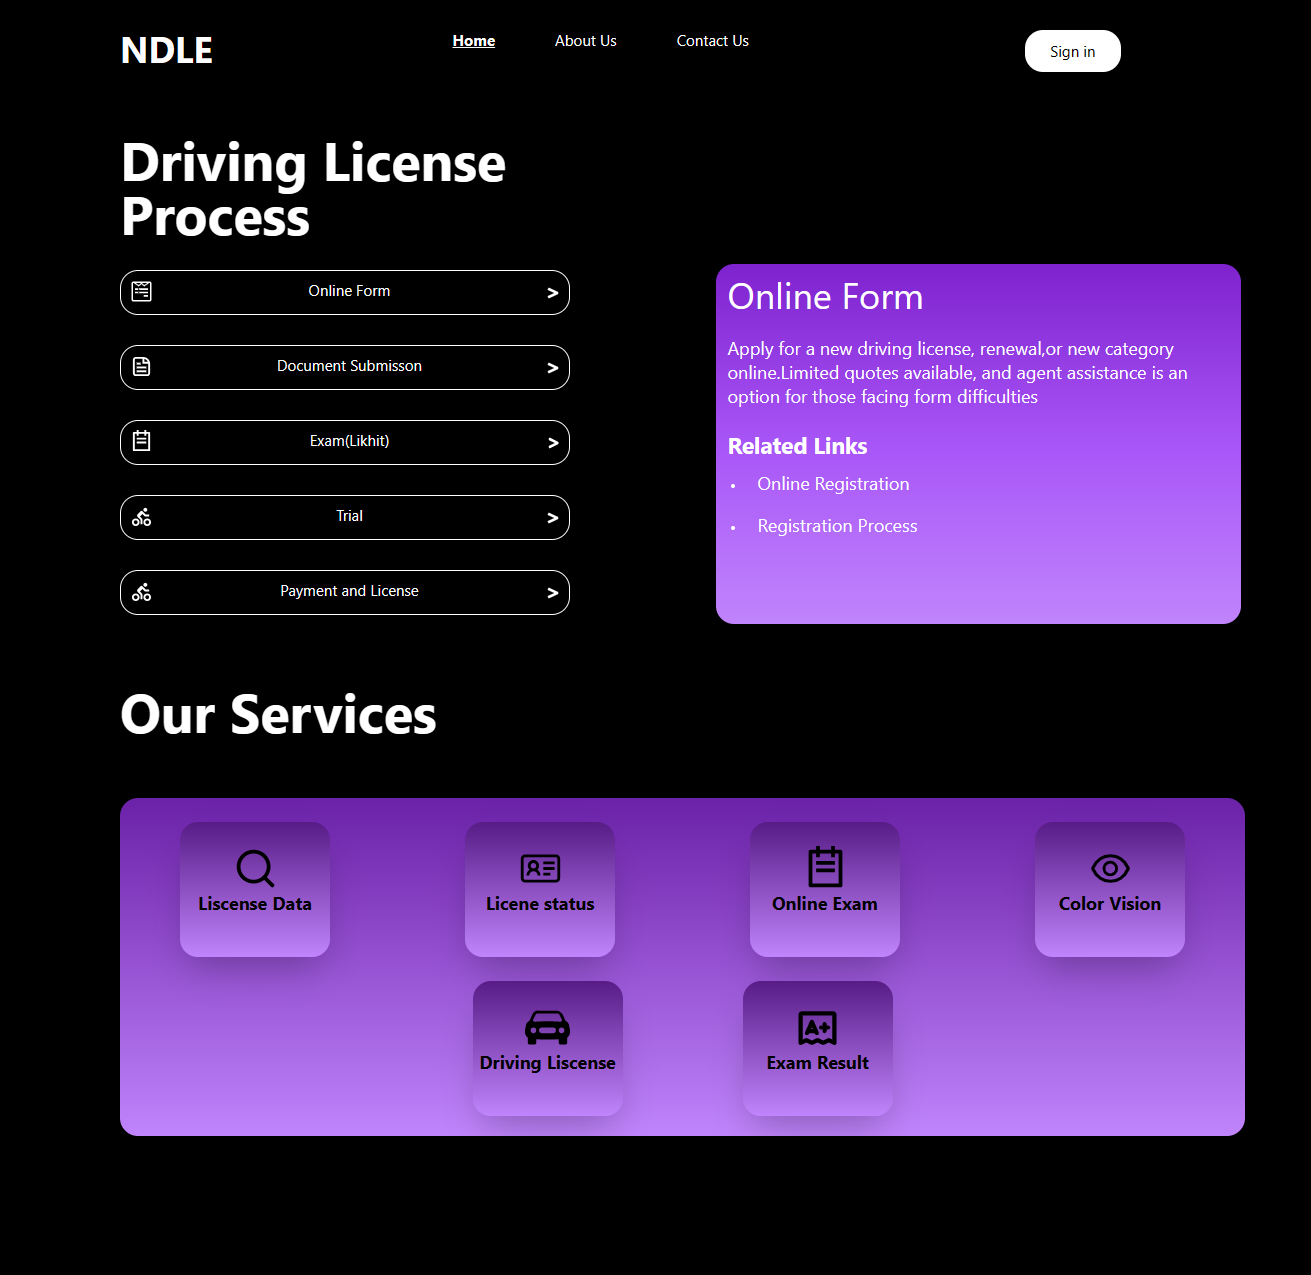 NDLE
Home
About Us
Contact Us
Sign in
Driving License
Process
Online Form
>
Document Submisson
>
Exam(Likhit)
>
Trial
>
Payment and License
>
Online Form
Apply for a new driving license, renewal,or new category
online.Limited quotes available, and agent assistance is an
option for those facing form difficulties
Related Links
• Online Registration
• Registration Process
Our Services
Liscense Data
Licene status
Online Exam
Color Vision
Driving Liscense
A+
Exam Result